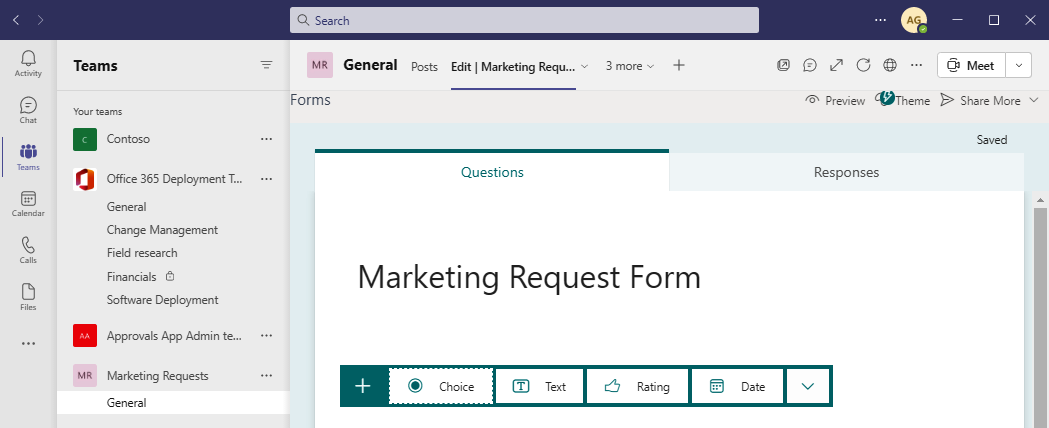 Search
AG
Activity
Chat
Teams
Calendar
Calls
Files
Teams
Your teams
C
Contoso
Office 365 Deployment T...
General
Change Management
Field research
Financials
Software Deployment
AA
Approvals App Admin te...
MR
Marketing Requests
General
MR
General
Posts
Edit | Marketing Requ...
3 more
Meet
Forms
Preview
Theme
Share More
Saved
Questions
Responses
Marketing Request Form
Choice
Text
Rating
Date